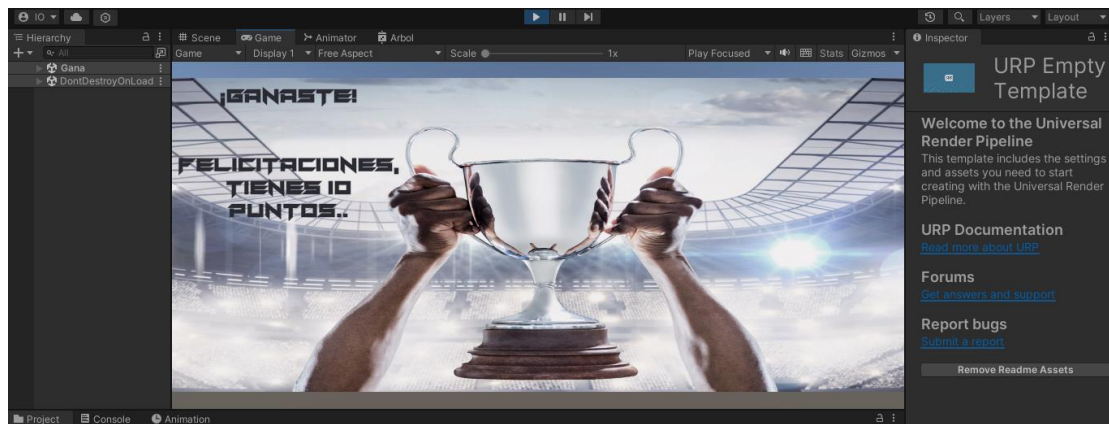 IO
Layers
Layout
Hierarchy
Scene
Game
Animator
Arbol
Inspector
All
Game
Display 1
Free Aspect
Scale
1x
Play Focused
Stats
Gizmos
Gana
DontDestroyOnLoad
¡GANASTE!
FELICITACIONES,
TIENES 10
PUNTOS..
URP Empty
Template
Welcome to the Universal
Render Pipeline
This template includes the settings
and assets you need to start
creating with the Universal Render
Pipeline.
URP Documentation
Read more about URP
Forums
Get answers and support
Report bugs
Submit a report
Remove Readme Assets
Project
Console
Animation